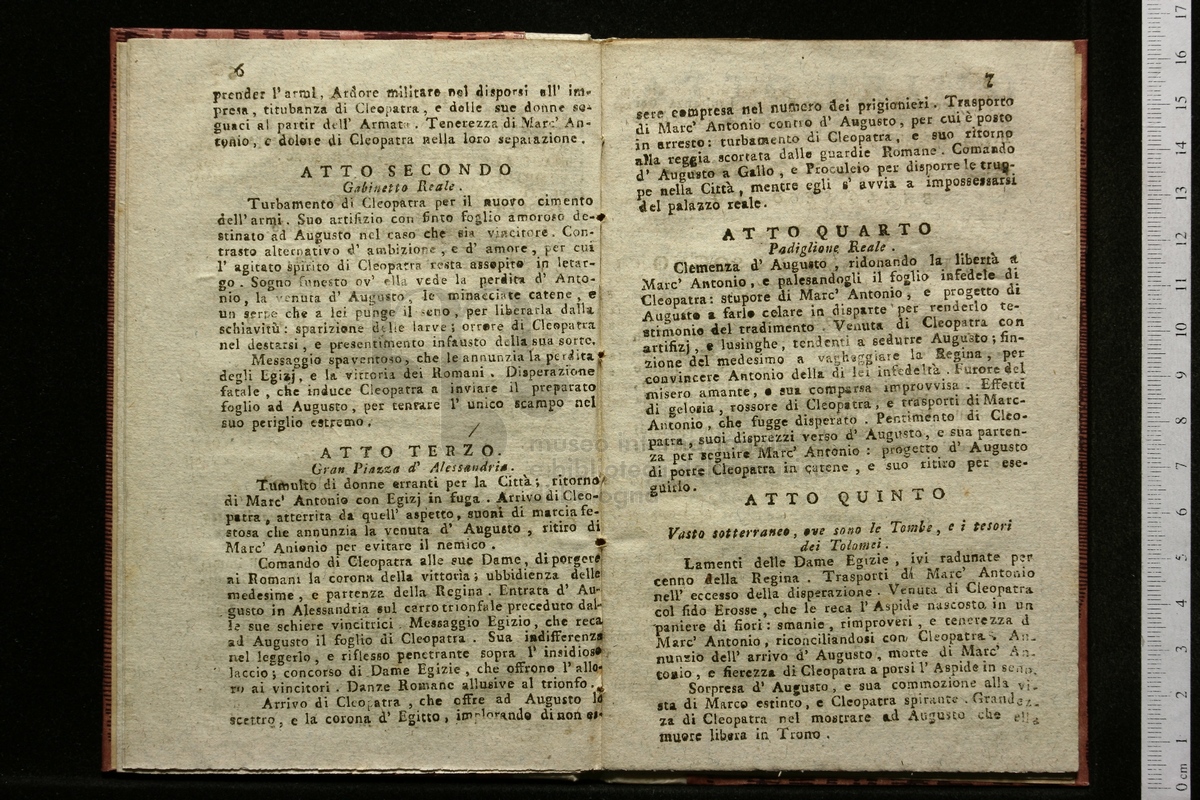 6
prender l'armi. Ardore militare nel disporsi all' im-
presa, titubanza di Cleopatra, e delle sue donne se-
guaci al partir dell' Armata. Tenerezza di Marc' An-
tonio, e dolore di Cleopatra nella loro separazione.
ATTO SECONDO
Gabinetto Reale.
Turbamento di Cleopatra per il nuovo cimento
dell' armi. Suo artifizio con finto foglio amoroso de-
stinato ad Augusto nel caso che sia vincitore. Con-
trasto alternativo d' ambizione, e d' amore, per cui
l' agitato spirito di Cleopatra resta assopito in letar-
go. Sogno funesto ov' ella vede la perdita d' Anto-
nio, la venuta d' Augusto, le minacciate catene, e
un serpe che a lei punge il seno, per liberarla dalla
schiavitù: sparizione delle larve; orrore di Cleopatra
nel destarsi, e presentimento infausto della sua sorte.
Messaggio spaventoso, che le annunzia la perdita
degli Egizj, e la vittoria dei Romani. Disperazione
fatale, che induce Cleopatra a inviare il preparato
foglio ad Augusto, per tentare l' unico scampo nel
suo periglio estremo.
ATTO TERZO.
Gran Piazza d' Alessandria.
Tumulto di donne erranti per la Città; ritorno
di Marc' Antonio con Egizj in fuga. Arrivo di Cleo-
patra, atterrita da quell' aspetto, suoni di marcia fe-
stosa che annunzia la venuta d' Augusto, ritiro di
Marc' Antonio per evitare il nemico.
Comando di Cleopatra alle sue Dame, di porgere
ai Romani la corona della vittoria; ubbidienza delle
medesime, e partenza della Regina. Entrata d' Au-
gusto in Alessandria sul carro trionfale preceduto dal-
le sue schiere vincitrici. Messaggio Egizio, che reca
ad Augusto il foglio di Cleopatra. Sua indifferenza
nel leggerlo, e riflesso penetrante sopra l' insidioso
laccio; concorso di Dame Egizie, che offrono l' allo-
ro ai vincitori. Danze Romane allusive al trionfo.
Arrivo di Cleopatra, che offre ad Augusto lo
scettro, e la corona d' Egitto, implorando di non es-
7
sere compresa nel numero dei prigionieri. Trasporto
di Marc' Antonio contro d' Augusto, per cui è posto
in arresto: turbamento di Cleopatra, e suo ritorno
alla reggia scortata dalle guardie Romane. Comando
d' Augusto a Gallo, e Proculeio per disporre le trup-
pe nella Città, mentre egli s' avvia a impossessarsi
del palazzo reale.
ATTO QUARTO
Padiglione Reale.
Clemenza d' Augusto, ridonando la libertà a
Marc' Antonio, e palesandogli il foglio infedele di
Cleopatra: stupore di Marc' Antonio, e progetto di
Augusto a farlo celare in disparte per renderlo te-
stimonio del tradimento. Venuta di Cleopatra con
artifizj, e lusinghe, tendenti a sedurre Augusto; fin-
zione del medesimo a vagheggiare la Regina, per
convincere Antonio della di lei infedeltà. Furore del
misero amante, e sua comparsa improvvisa. Effetti
di gelosia, rossore di Cleopatra, e trasporti di Marc-
Antonio, che fugge disperato. Pentimento di Cleo-
patra, suoi disprezzi verso d' Augusto, e sua parten-
za per seguire Marc' Antonio: progetto d' Augusto
di porre Cleopatra in catene, e suo ritiro per ese-
guirlo.
ATTO QUINTO
Vasto sotterraneo, ove sono le Tombe, e i tesori
dei Tolomei.
Lamenti delle Dame Egizie, ivi radunate per
cenno della Regina. Trasporti di Marc' Antonio
nell' eccesso della disperazione. Venuta di Cleopatra
col fido Erosse, che le reca l' Aspide nascosto in un
paniere di fiori: smanie, rimproveri, e tenerezza d
Marc' Antonio, riconciliandosi con Cleopatra. An-
nunzio dell' arrivo d' Augusto, morte di Marc' An-
tonio, e fierezza di Cleopatra a porsi l' Aspide in seno.
Sorpresa d' Augusto, e sua commozione alla vi-
sta di Marco estinto, e Cleopatra spirante. Grandez-
za di Cleopatra nel mostrare ad Augusto che ella
muore libera in Trono.
0 cm 1 2 3 4 5 6 7 8 9 10 11 12 13 14 15 16 17